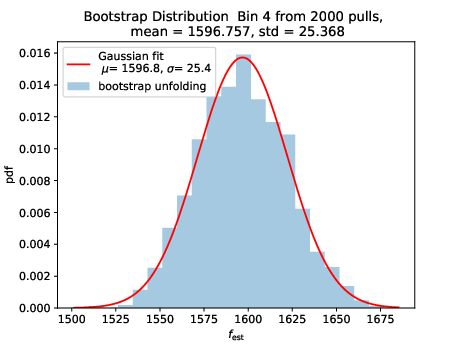 Bootstrap Distribution  Bin 4 from 2000 pulls,
mean = 1596.757, std = 25.368
Gaussian fit
μ= 1596.8, σ= 25.4
bootstrap unfolding
pdf
0.016
0.014
0.012
0.010
0.008
0.006
0.004
0.002
0.000
1500 1525 1550 1575 1600 1625 1650 1675
f_est